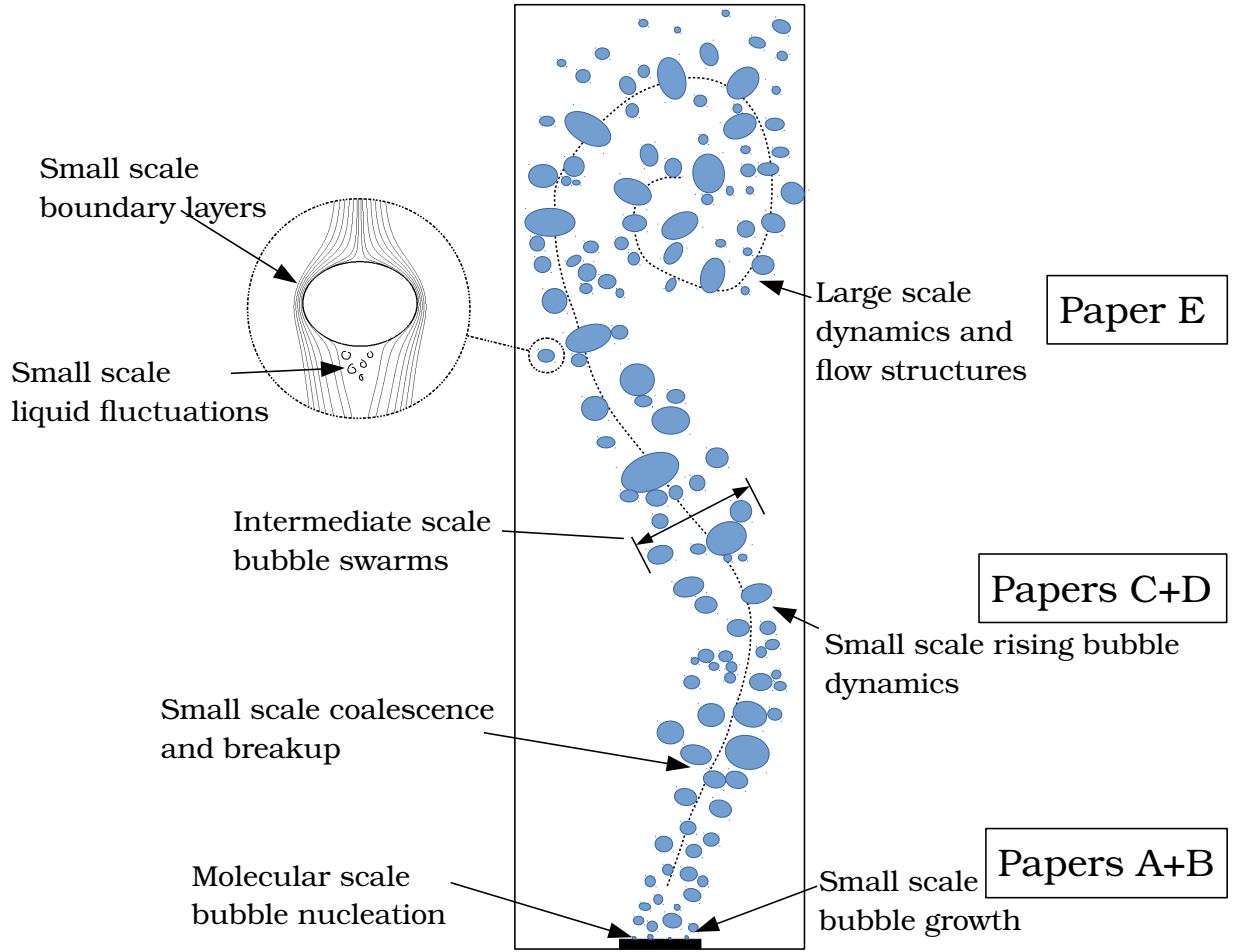 Small scale
boundary layers
Small scale
liquid fluctuations
Large scale
dynamics and
flow structures
Paper E
Intermediate scale
bubble swarms
Papers C+D
Small scale rising bubble
dynamics
Small scale coalescence
and breakup
Molecular scale
bubble nucleation
Small scale
bubble growth
Papers A+B